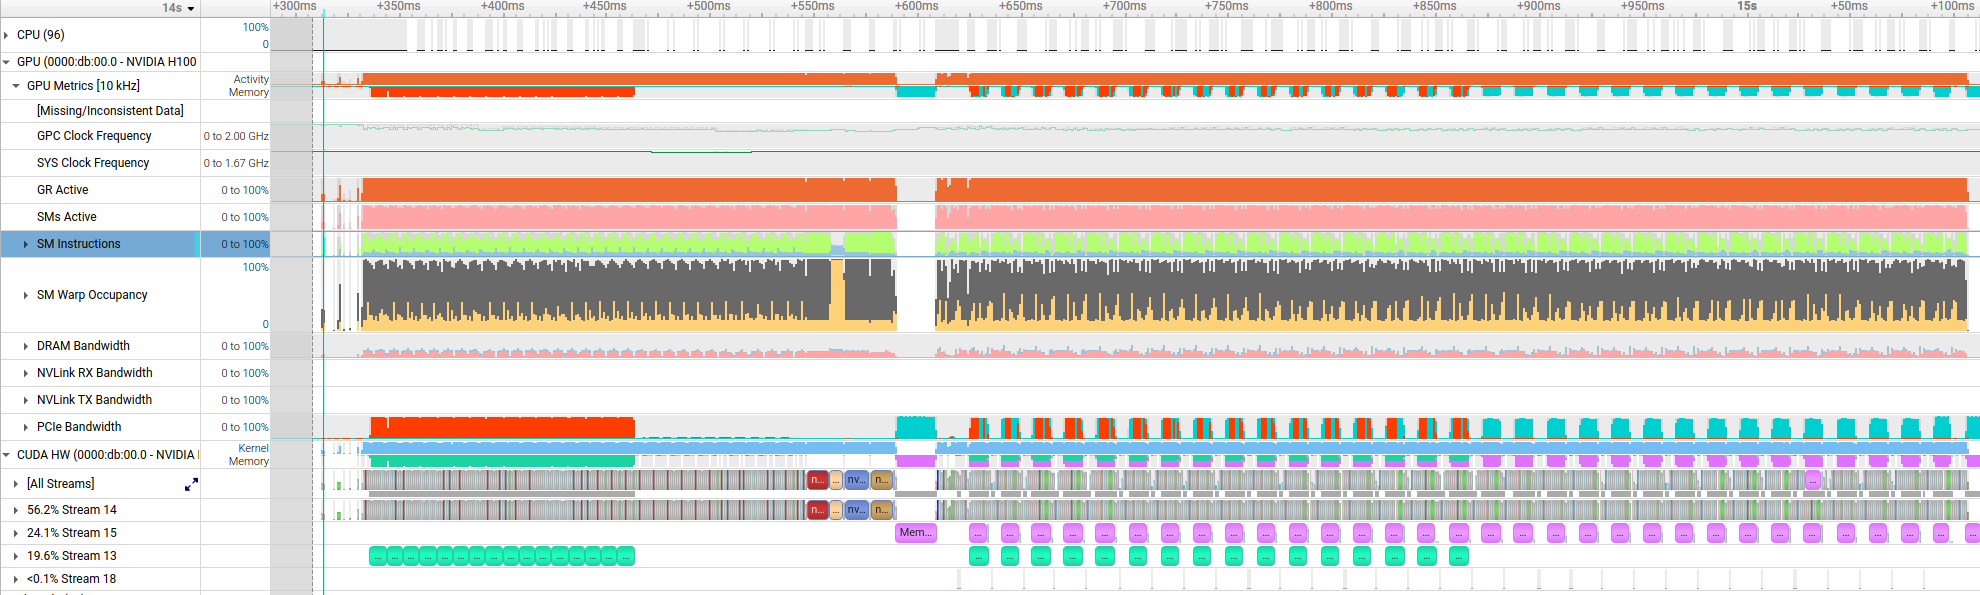 14s +300ms +350ms +400ms +450ms +500ms +550ms +600ms +650ms +700ms +750ms +800ms +850ms +900ms +950ms 15s +50ms +100ms
CPU (96) 100%
0
GPU (0000:db:00.0 - NVIDIA H100
GPU Metrics [10 kHz] Activity
Memory
[Missing/Inconsistent Data]
GPC Clock Frequency 0 to 2.00 GHz
SYS Clock Frequency 0 to 1.67 GHz
GR Active 0 to 100%
SMs Active 0 to 100%
SM Instructions 0 to 100%
100%
SM Warp Occupancy
0
DRAM Bandwidth 0 to 100%
NVLink RX Bandwidth 0 to 100%
NVLink TX Bandwidth 0 to 100%
PCIe Bandwidth 0 to 100%
CUDA HW (0000:db:00.0 - NVIDIA Kernel
Memory
[All Streams] n... ... nv... n... ...
56.2% Stream 14 n... ... nv... n...
24.1% Stream 15 Mem... ... ... ... ... ... ... ... ... ... ... ... ... ... ... ... ... ... ... ... ... ... ... ... ... ... ... ... ... ... ... ... ...
19.6% Stream 13 ... ... ... ... ... ... ... ... ... ... ... ... ... ... ... ... ... ... ... ... ... ... ... ... ... ... ... ... ... ... ... ...
<0.1% Stream 18